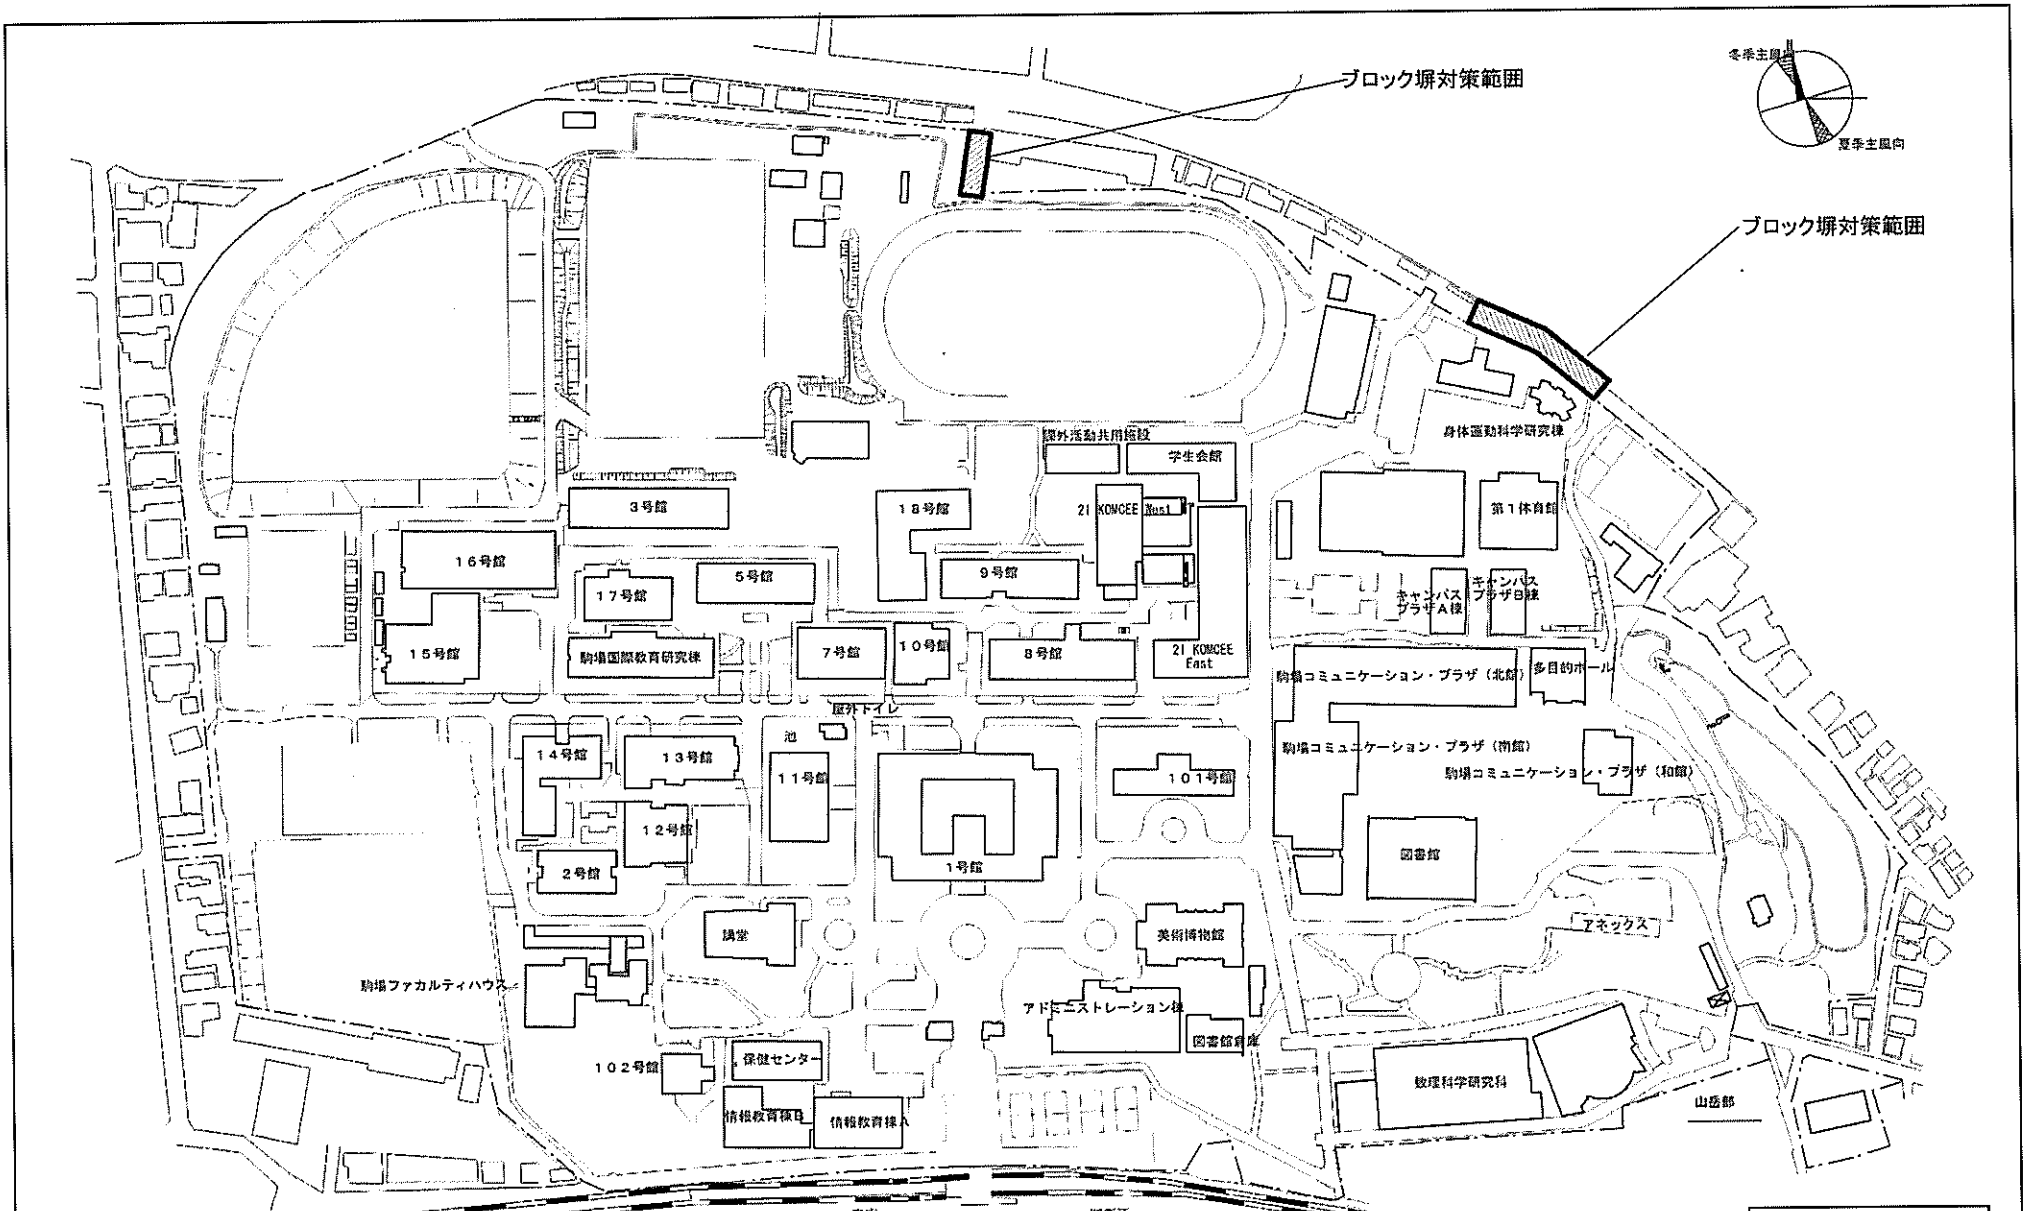 冬季主風向
ブロック塀対策範囲
夏季主風向
ブロック塀対策範囲
身体運動科学研究棟
課外活動共用施設
学生会館
3号館
18号館
21 KOMCEE West
第1体育館
16号館
17号館
5号館
9号館
キャンパス
プラザA棟
キャンパス
プラザB棟
15号館
駒場国際教育研究棟
7号館
10号館
8号館
21 KOMCEE
East
駒場コミュニケーション・プラザ(北館)
多目的ホール
屋外トイレ
池
14号館
13号館
11号館
101号館
駒場コミュニケーション・プラザ(南館)
駒場コミュニケーション・プラザ(和館)
12号館
2号館
1号館
図書館
講堂
美術博物館
アネックス
駒場ファカルティハウス
アドミニストレーション棟
図書館倉庫
102号館
保健センター
数理科学研究科
情報教育棟B
情報教育棟A
山岳部